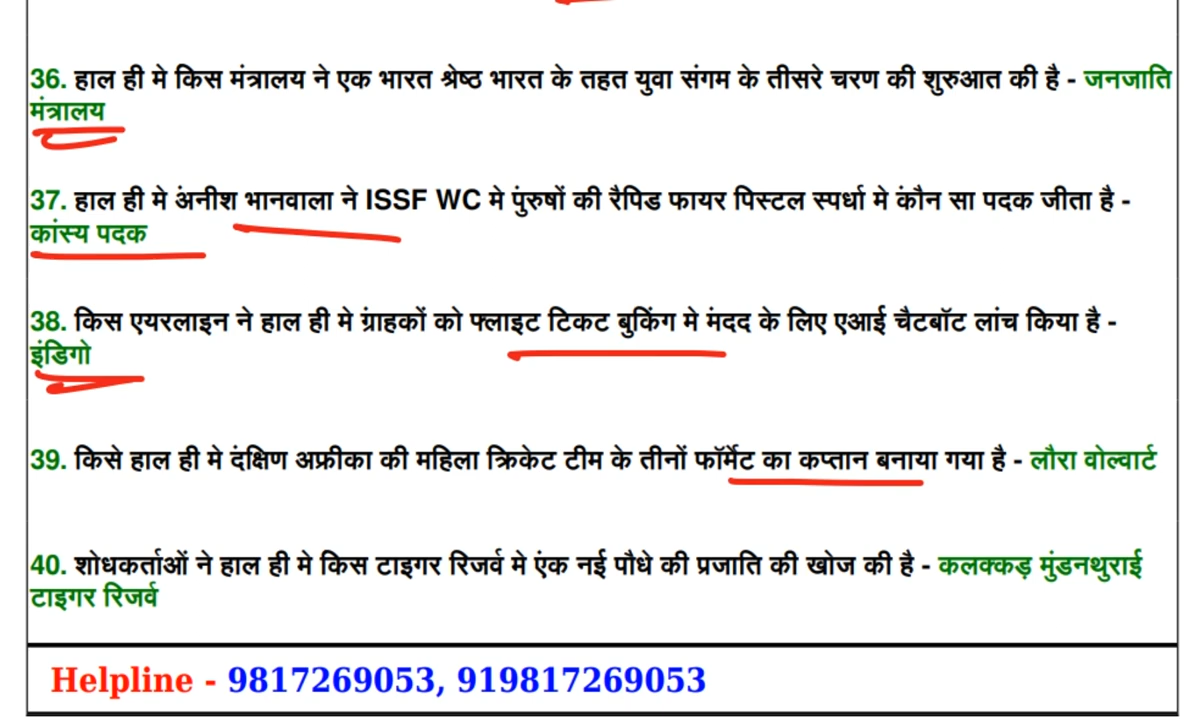 36. हाल ही मे किस मंत्रालय ने एक भारत श्रेष्ठ भारत के तहत युवा संगम के तीसरे चरण की शुरुआत की है - जनजाति
मंत्रालय
37. हाल ही मे अंनीश भानवाला ने ISSF WC मे पुंरुषों की रैपिड फायर पिस्टल स्पर्धा मे कंौन सा पदक जीता है -
कांस्य पदक
38. किस एयरलाइन ने हाल ही मे ग्रंाहकों को फ्लाइट टिकट बुकिंग मे मंदद के लिए एआई चैटबॉट लांच किया है -
इंडिगो
39. किसे हाल ही मे दंक्षिण अफ्रीका की महिला क्रिकेट टीम के तीनों फॉर्मेट का कप्तान बनाया गया है - लौरा वोल्वार्ट
40. शोधकर्ताओं ने हाल ही मे किस टाइगर रिजर्व मे एंक नई पौधे की प्रजाति की खोज की है - कलक्कड़ मुंडनथुराई
टाइगर रिजर्व
Helpline - 9817269053, 919817269053